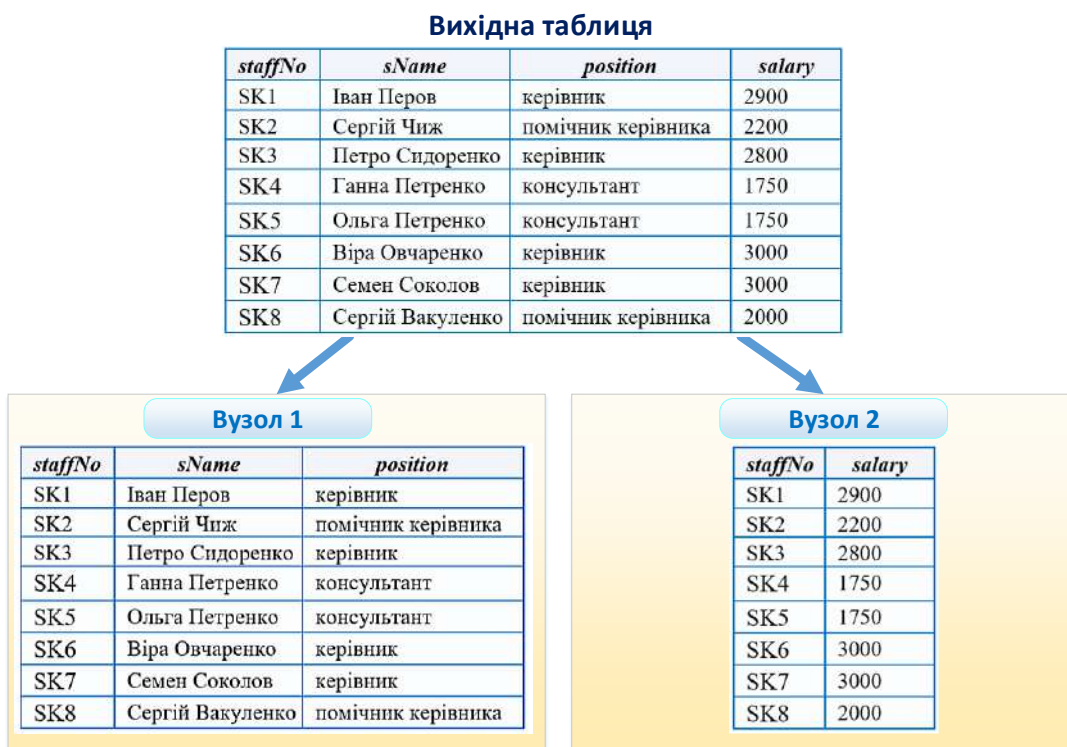 Вихідна таблиця
staffNo sName position salary
SK1 Іван Перов керівник 2900
SK2 Сергій Чиж помічник керівника 2200
SK3 Петро Сидоренко керівник 2800
SK4 Ганна Петренко консультант 1750
SK5 Ольга Петренко консультант 1750
SK6 Віра Овчаренко керівник 3000
SK7 Семен Соколов керівник 3000
SK8 Сергій Вакуленко помічник керівника 2000
Вузол 1
staffNo sName position
SK1 Іван Перов керівник
SK2 Сергій Чиж помічник керівника
SK3 Петро Сидоренко керівник
SK4 Ганна Петренко консультант
SK5 Ольга Петренко консультант
SK6 Віра Овчаренко керівник
SK7 Семен Соколов керівник
SK8 Сергій Вакуленко помічник керівника
Вузол 2
staffNo salary
SK1 2900
SK2 2200
SK3 2800
SK4 1750
SK5 1750
SK6 3000
SK7 3000
SK8 2000